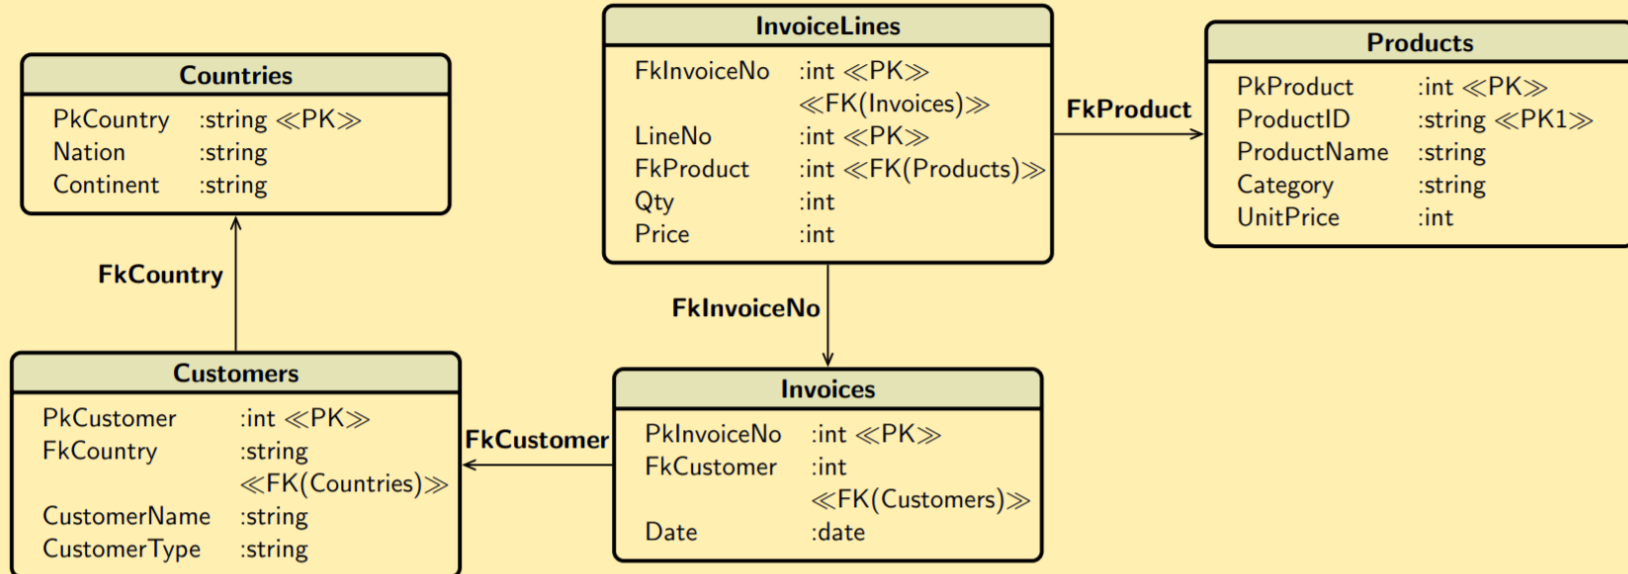 Countries
PkCountry :string ≪PK≫
Nation :string
Continent :string
FkCountry
Customers
PkCustomer :int ≪PK≫
FkCountry :string
≪FK(Countries)≫
CustomerName :string
CustomerType :string
FkCustomer
InvoiceLines
FkInvoiceNo :int ≪PK≫
≪FK(Invoices)≫
LineNo :int ≪PK≫
FkProduct :int ≪FK(Products)≫
Qty :int
Price :int
FkInvoiceNo
Invoices
PkInvoiceNo :int ≪PK≫
FkCustomer :int
≪FK(Customers)≫
Date :date
FkProduct
Products
PkProduct :int ≪PK≫
ProductID :string ≪PK1≫
ProductName :string
Category :string
UnitPrice :int